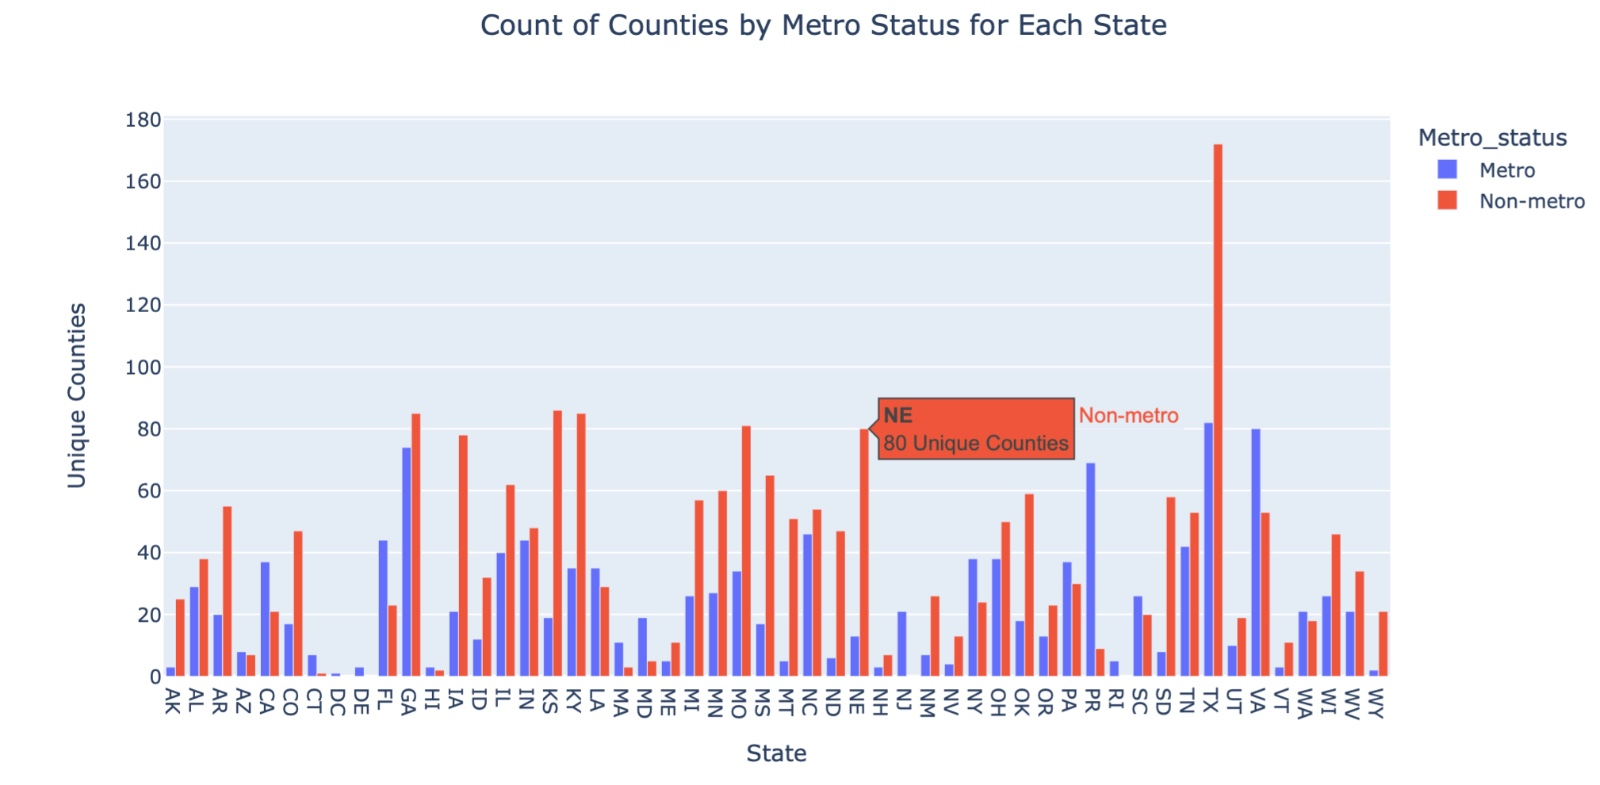 Count of Counties by Metro Status for Each State
Metro_status
Metro
Non-metro
Unique Counties
180
160
140
120
100
80
60
40
20
0
NE
80 Unique Counties
Non-metro
AK AL AR AZ CA CO CT DC DE FL GA HI IA ID IL IN KS KY LA MA MD ME MI MN MO MS MT NC ND NE NH NJ NM NV NY OH OK OR PA PR RI SC SD TN TX UT VA VT WA WI WV WY
State